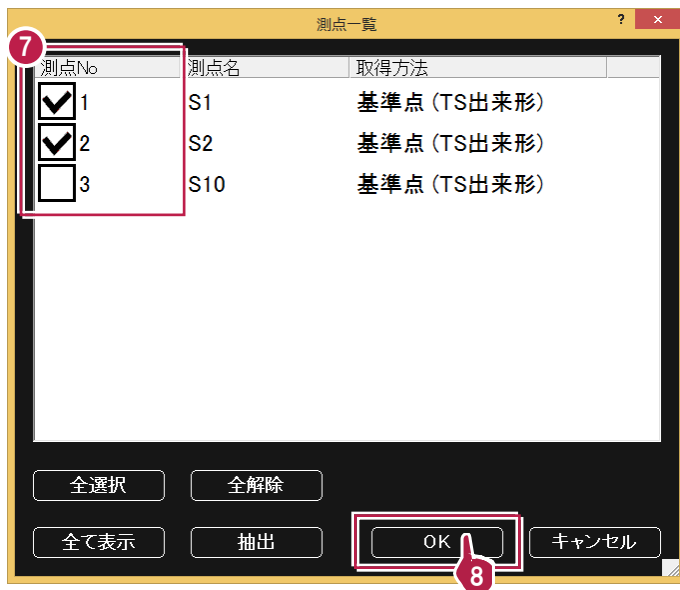 測点一覧
? ×
7
測点No 測点名 取得方法
1 S1 基準点 (TS出来形)
2 S2 基準点 (TS出来形)
3 S10 基準点 (TS出来形)
全選択 全解除
全て表示 抽出 OK キャンセル
8